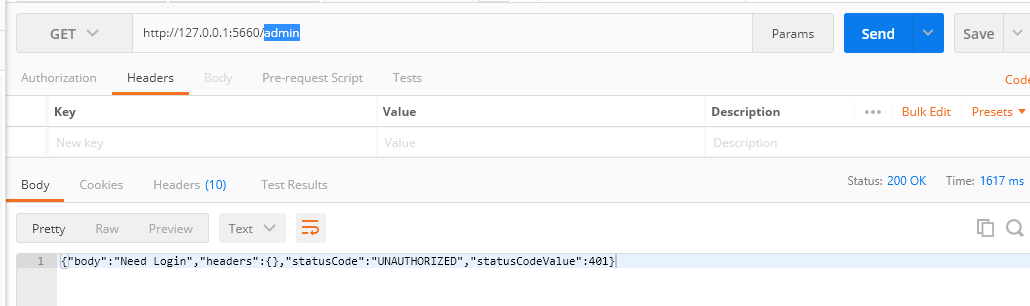 GET http://127.0.0.1:5660/admin Params Send Save
Authorization Headers Body Pre-request Script Tests Code
Key Value Description ••• Bulk Edit Presets
New key Value Description
Body Cookies Headers (10) Test Results Status: 200 OK Time: 1617 ms
Pretty Raw Preview Text
1 {"body":"Need Login","headers":{},"statusCode":"UNAUTHORIZED","statusCodeValue":401}